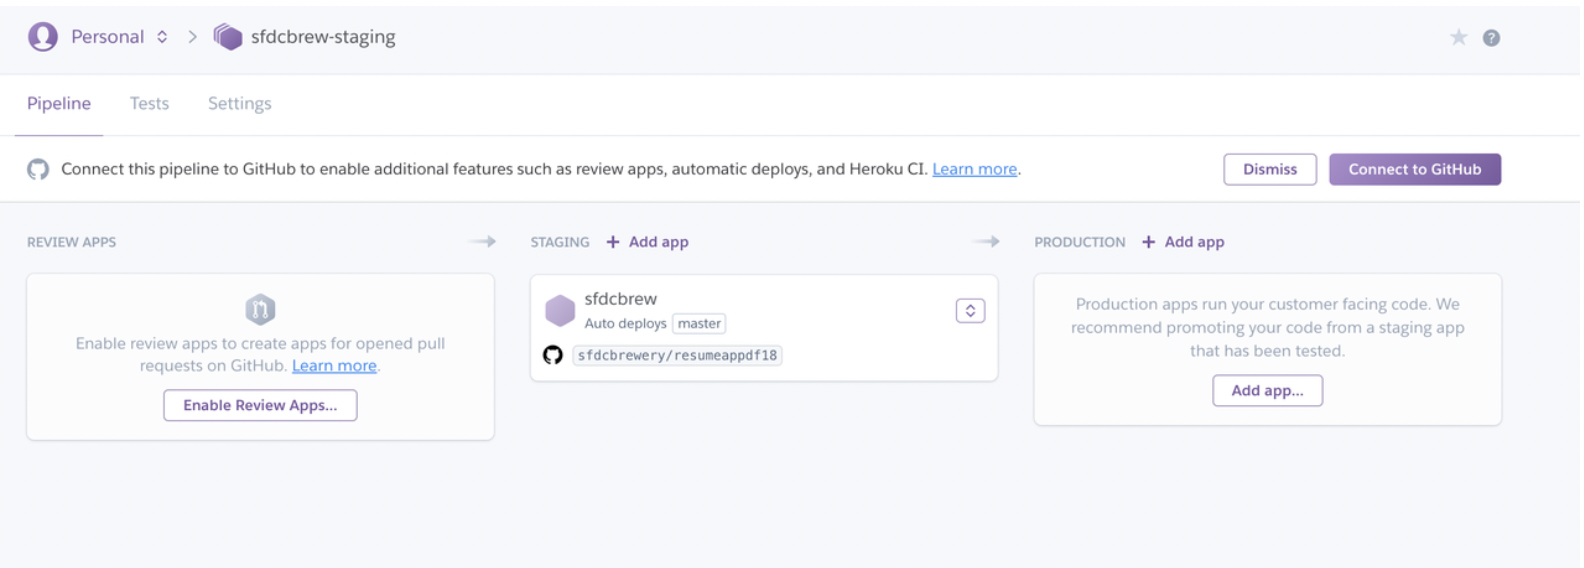 Personal > sfdcbrew-staging
Pipeline Tests Settings
Connect this pipeline to GitHub to enable additional features such as review apps, automatic deploys, and Heroku CI. Learn more.
Dismiss
Connect to GitHub
REVIEW APPS
Enable review apps to create apps for opened pull
requests on GitHub. Learn more.
Enable Review Apps...
STAGING + Add app
sfdcbrew
Auto deploys master
sfdcbrewery/resumeappdf18
PRODUCTION + Add app
Production apps run your customer facing code. We
recommend promoting your code from a staging app
that has been tested.
Add app...